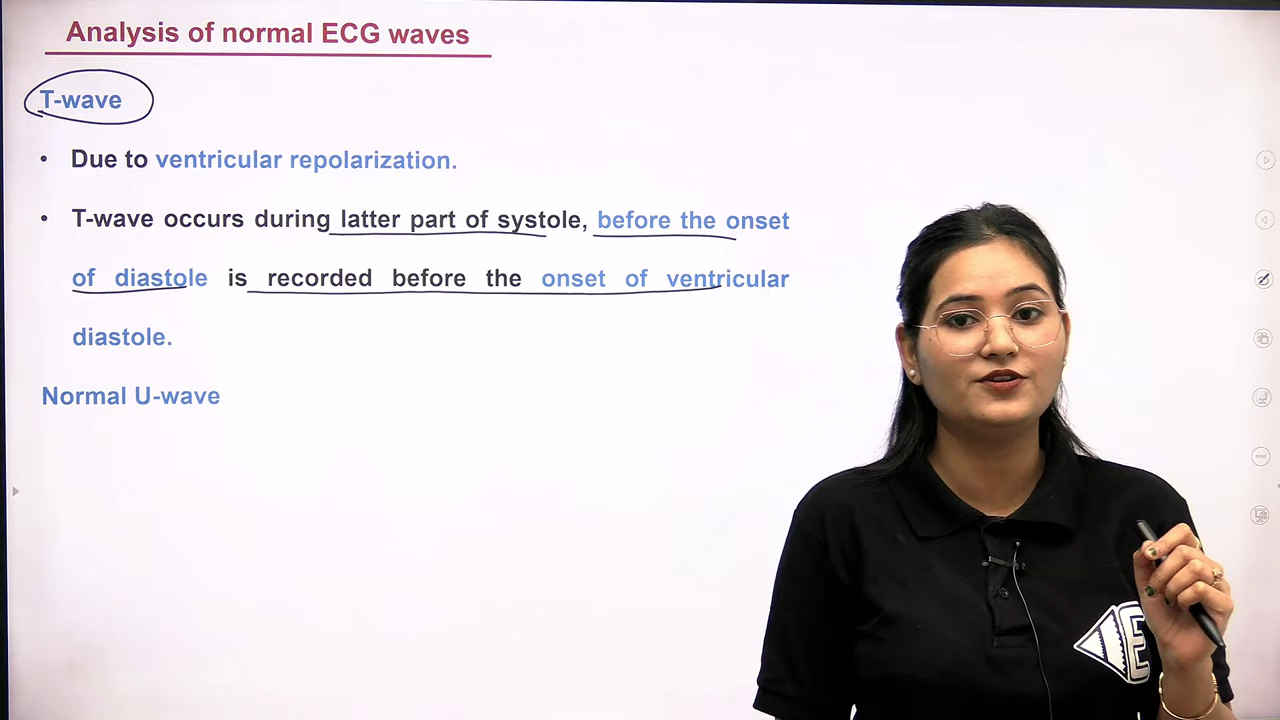 Analysis of normal ECG waves
T-wave
• Due to ventricular repolarization.
• T-wave occurs during latter part of systole, before the onset
of diastole is recorded before the onset of ventricular
diastole.
Normal U-wave
E